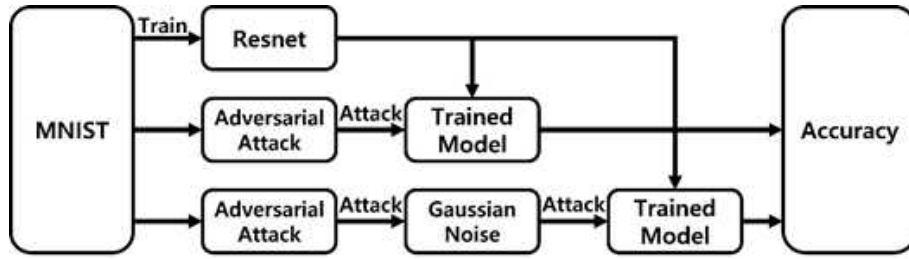 Train
Resnet
MNIST
Adversarial
Attack
Attack
Trained
Model
Accuracy
Adversarial
Attack
Attack
Gaussian
Noise
Attack
Trained
Model